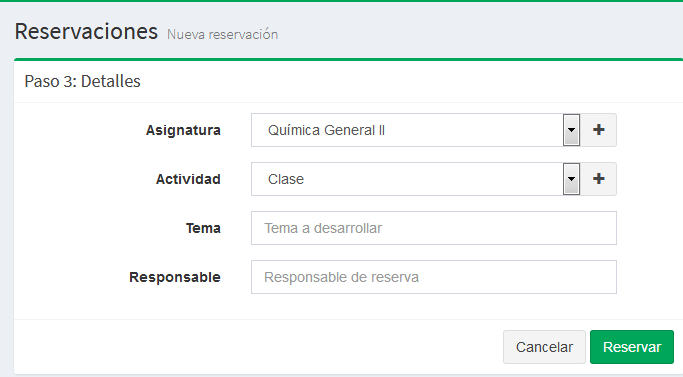 Reservaciones Nueva reservación
Paso 3: Detalles
Asignatura Química General II
Actividad Clase
Tema Tema a desarrollar
Responsable Responsable de reserva
Cancelar Reservar